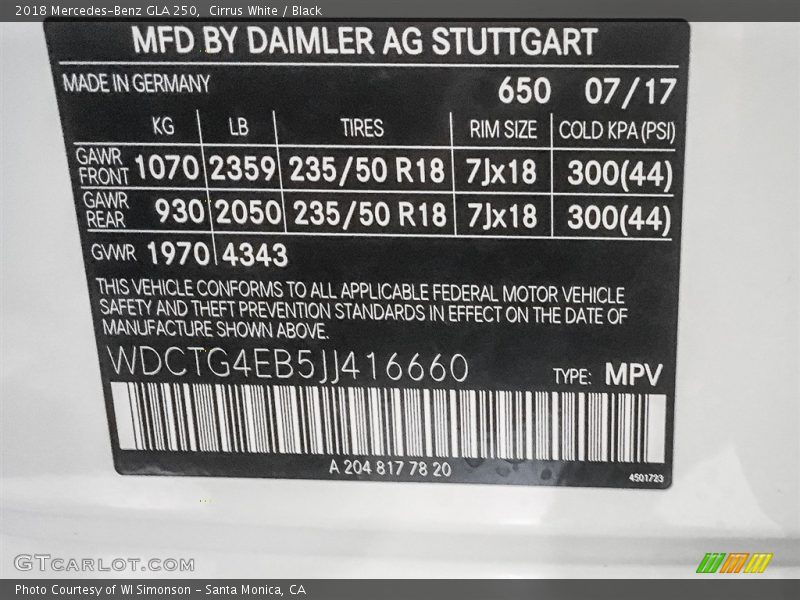 2018 Mercedes-Benz GLA 250, Cirrus White / Black
MFD BY DAIMLER AG STUTTGART
MADE IN GERMANY 650 07/17
KG LB TIRES RIM SIZE COLD KPA (PSI)
GAWR FRONT 1070 2359 235/50 R18 7Jx18 300(44)
GAWR REAR 930 2050 235/50 R18 7Jx18 300(44)
GVWR 1970 4343
THIS VEHICLE CONFORMS TO ALL APPLICABLE FEDERAL MOTOR VEHICLE
SAFETY AND THEFT PREVENTION STANDARDS IN EFFECT ON THE DATE OF
MANUFACTURE SHOWN ABOVE.
WDCTG4EB5JJ416660 TYPE: MPV
A 204 817 78 20
4501723
GTCARLOT.COM
Photo Courtesy of WI Simonson - Santa Monica, CA